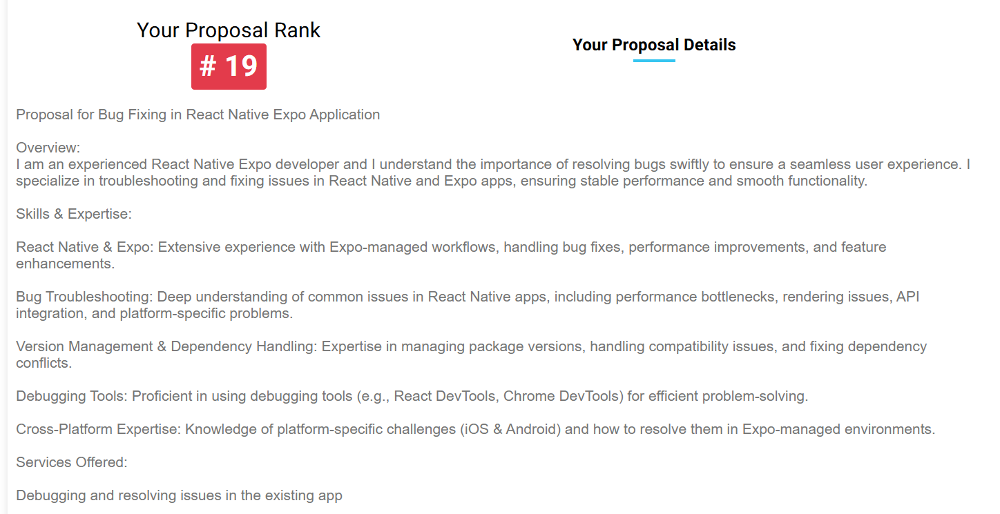 Your Proposal Rank
# 19
Your Proposal Details
Proposal for Bug Fixing in React Native Expo Application
Overview:
I am an experienced React Native Expo developer and I understand the importance of resolving bugs swiftly to ensure a seamless user experience. I
specialize in troubleshooting and fixing issues in React Native and Expo apps, ensuring stable performance and smooth functionality.
Skills & Expertise:
React Native & Expo: Extensive experience with Expo-managed workflows, handling bug fixes, performance improvements, and feature
enhancements.
Bug Troubleshooting: Deep understanding of common issues in React Native apps, including performance bottlenecks, rendering issues, API
integration, and platform-specific problems.
Version Management & Dependency Handling: Expertise in managing package versions, handling compatibility issues, and fixing dependency
conflicts.
Debugging Tools: Proficient in using debugging tools (e.g., React DevTools, Chrome DevTools) for efficient problem-solving.
Cross-Platform Expertise: Knowledge of platform-specific challenges (iOS & Android) and how to resolve them in Expo-managed environments.
Services Offered:
Debugging and resolving issues in the existing app